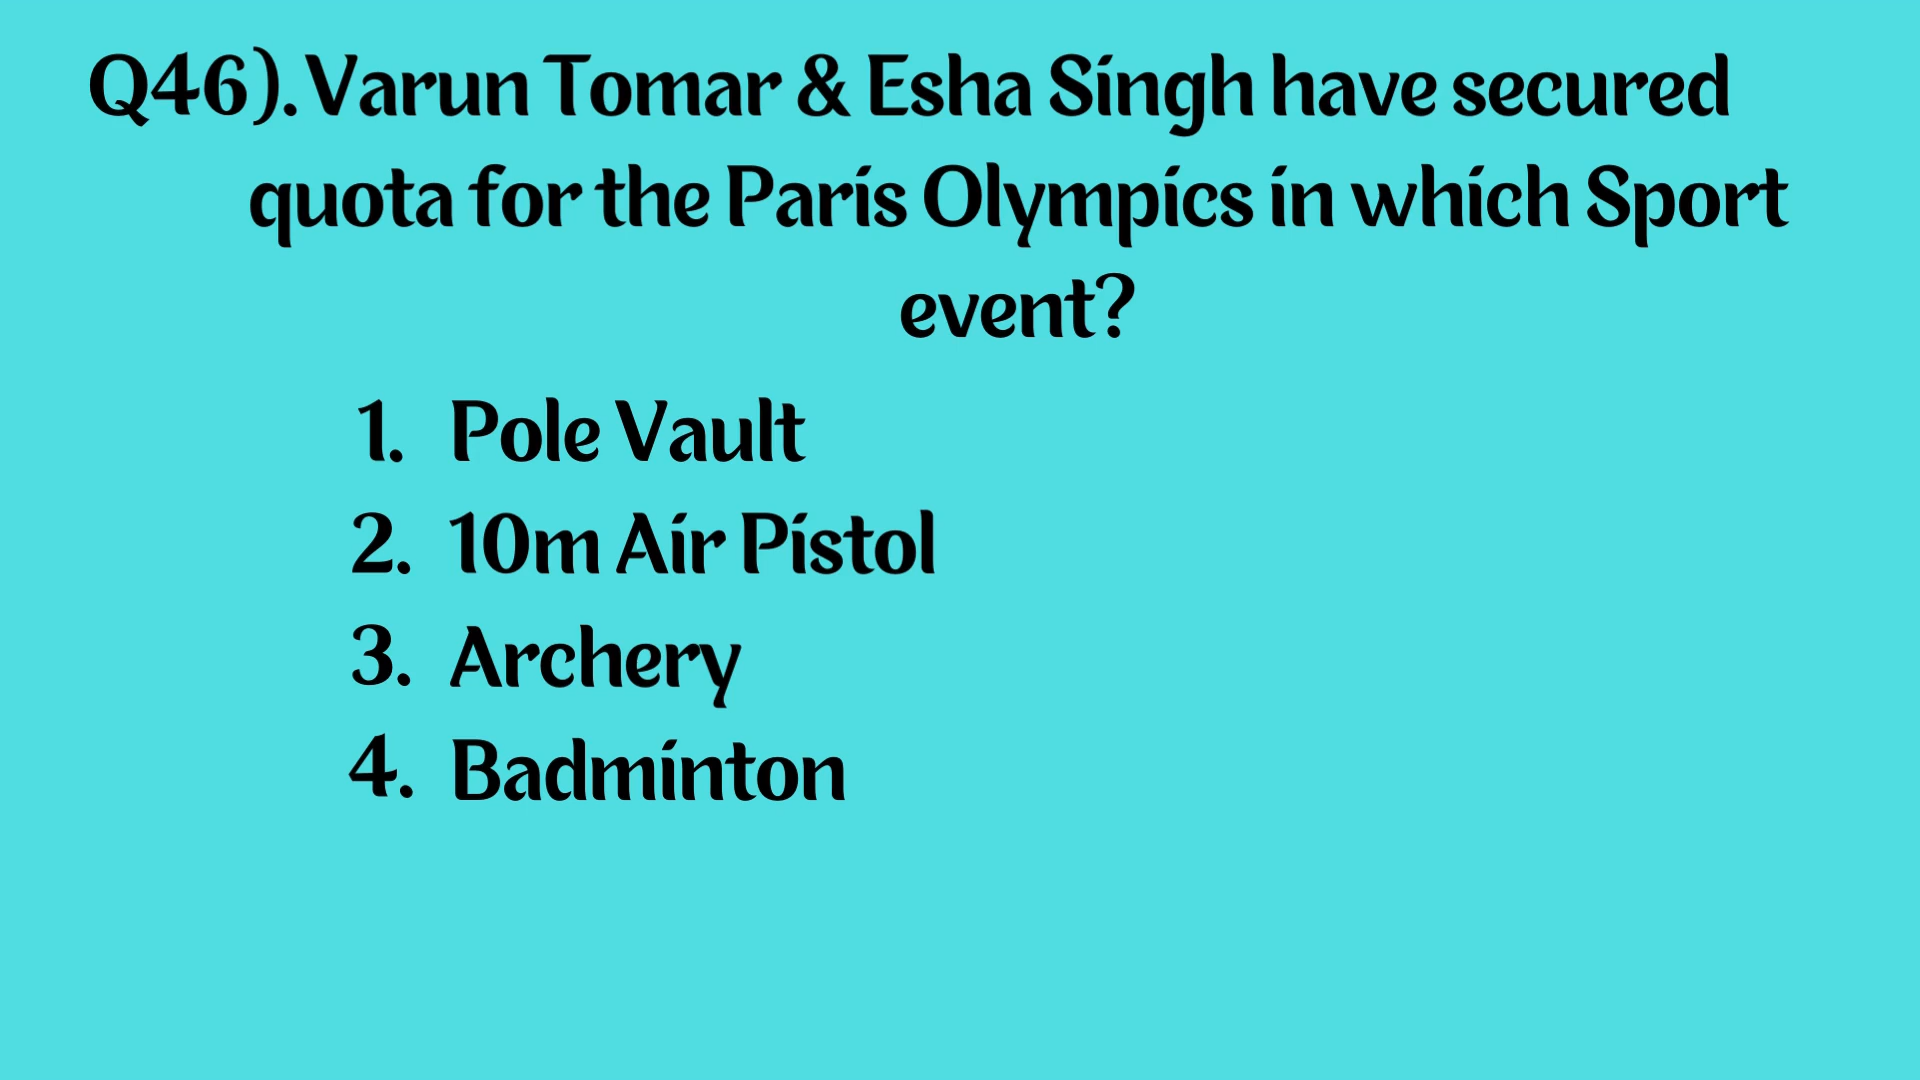 Q46). Varun Tomar & Esha Singh have secured
quota for the Paris Olympics in which Sport
event?
1. Pole Vault
2. 10m Air Pistol
3. Archery
4. Badminton